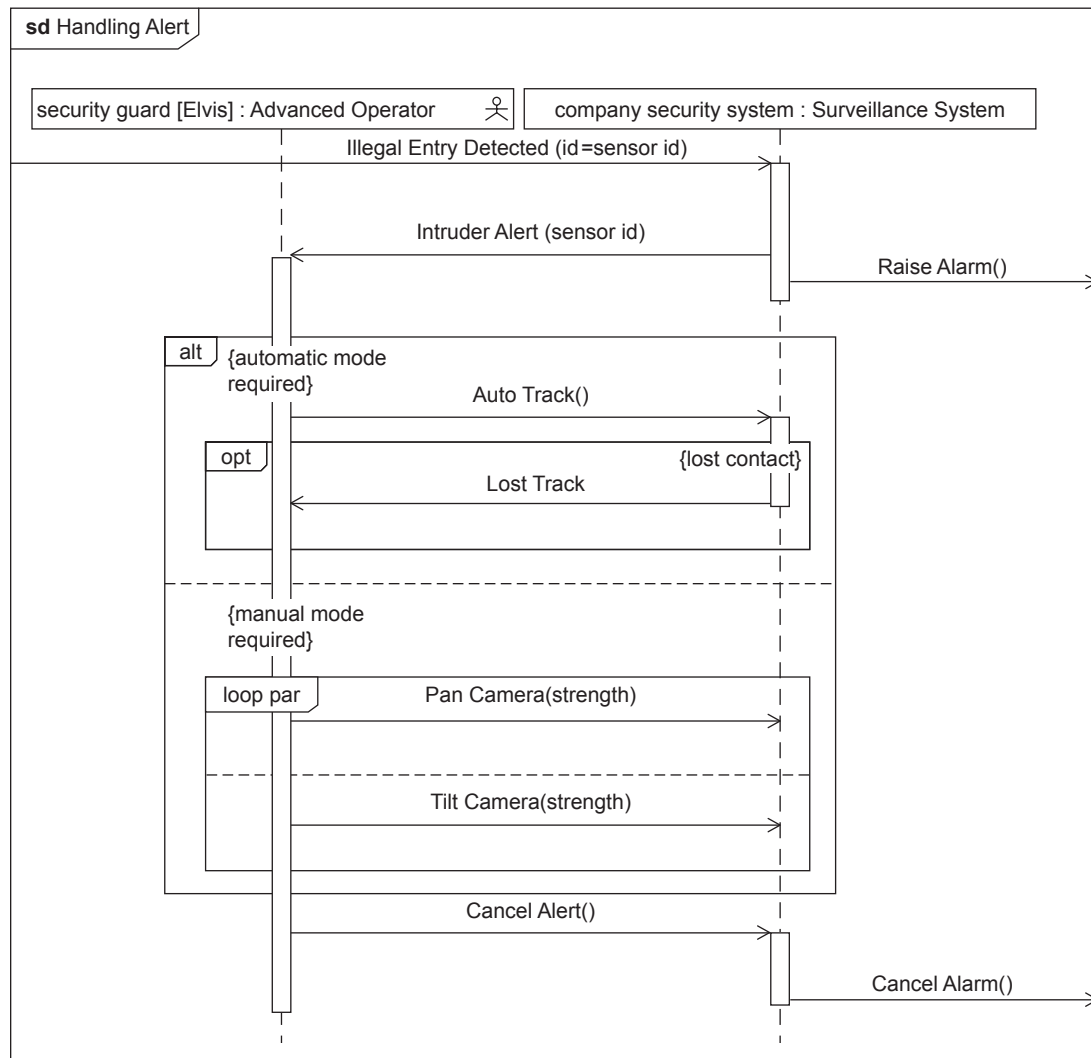 sd Handling Alert
security guard [Elvis] : Advanced Operator
company security system : Surveillance System
Illegal Entry Detected (id=sensor id)
Intruder Alert (sensor id)
Raise Alarm()
alt
{automatic mode
required}
Auto Track()
opt
{lost contact}
Lost Track
{manual mode
required}
loop par
Pan Camera(strength)
Tilt Camera(strength)
Cancel Alert()
Cancel Alarm()